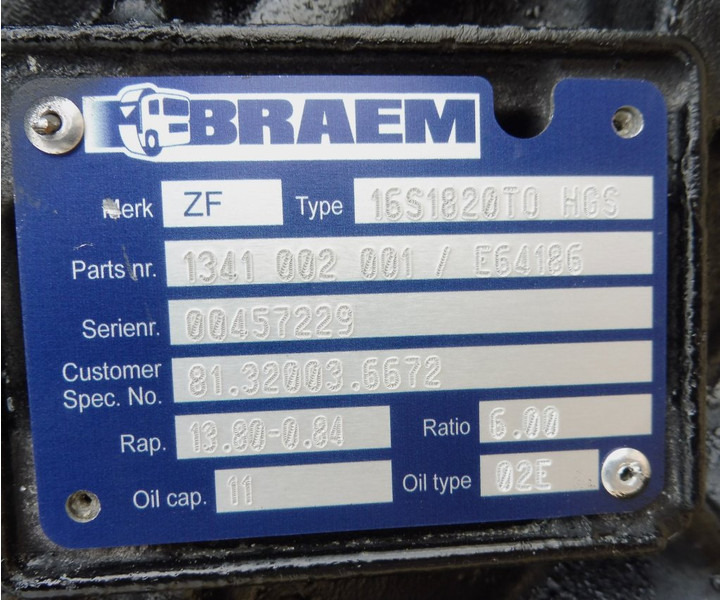 BRAEM
Merk ZF Type 16S1820TO HGS
Parts nr. 1341 002 001 / E64186
Serienr. 00457229
Customer
Spec. No. 81.32003.6672
Rap. 13.80-0.84 Ratio 6.00
Oil cap. 11 Oil type 02E